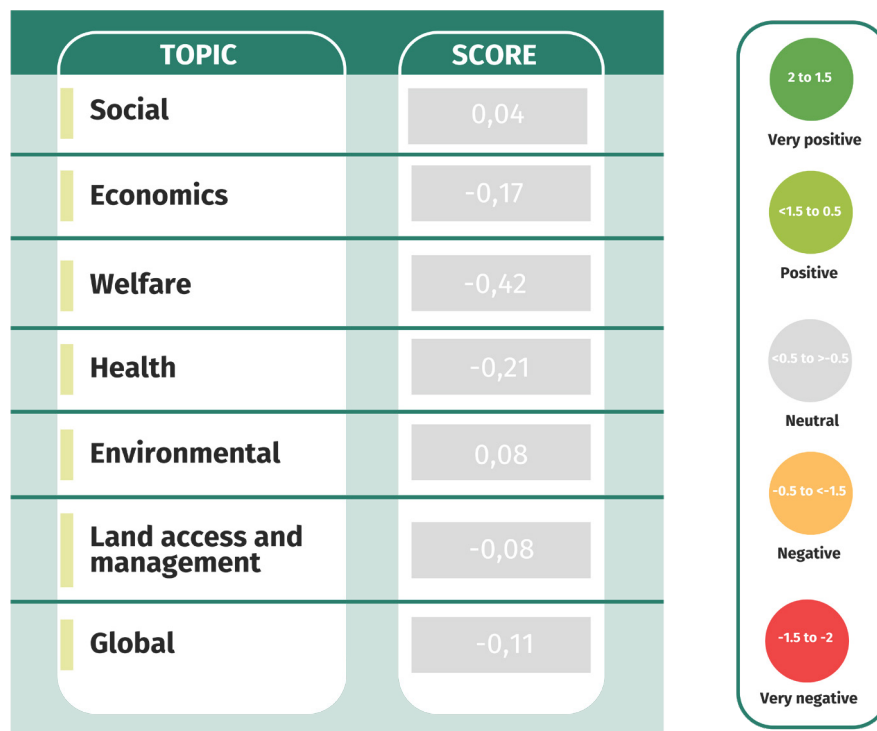 TOPIC SCORE
Social 0,04
Economics -0,17
Welfare -0,42
Health -0,21
Environmental 0,08
Land access and
management -0,08
Global -0,11
2 to 1.5
Very positive
<1.5 to 0.5
Positive
<0.5 to >-0.5
Neutral
-0.5 to <-1.5
Negative
-1.5 to -2
Very negative